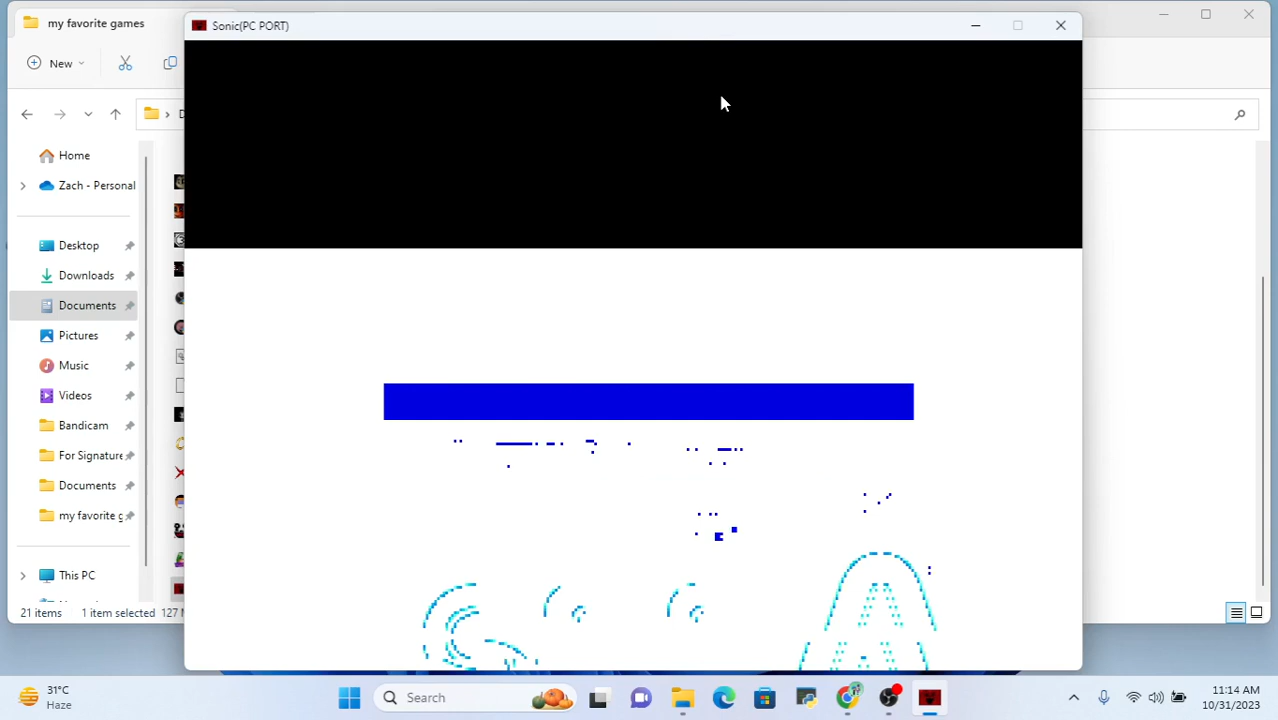 my favorite games
Sonic(PC PORT)
New
D
Home
Zach - Personal
Desktop
Downloads
Documents
Pictures
Music
Videos
Bandicam
For Signature
Documents
my favorite g
This PC
21 items 1 item selected 127 M
31°C
Haze
Search
11:14 AM
10/31/2023